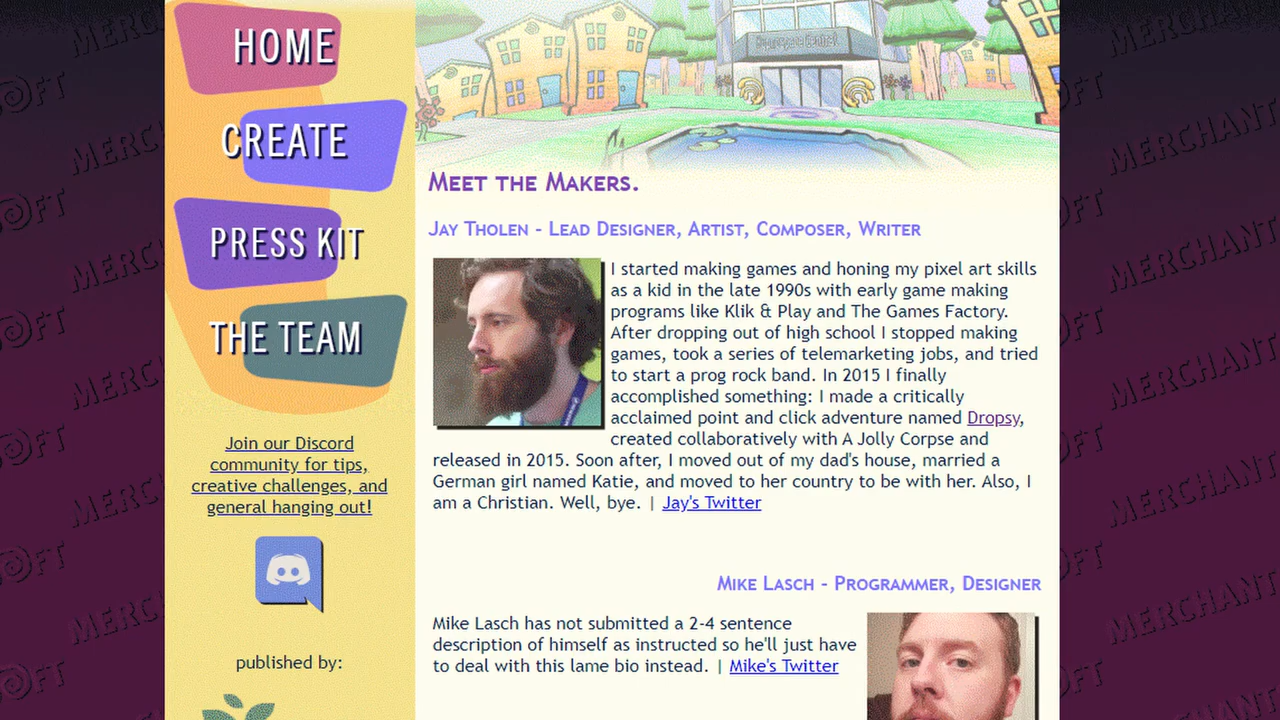 HOME
CREATE
PRESS KIT
THE TEAM
Join our Discord
community for tips,
creative challenges, and
general hanging out!
published by:
Meet the Makers.
Jay Tholen - Lead Designer, Artist, Composer, Writer
I started making games and honing my pixel art skills
as a kid in the late 1990s with early game making
programs like Klik & Play and The Games Factory.
After dropping out of high school I stopped making
games, took a series of telemarketing jobs, and tried
to start a prog rock band. In 2015 I finally
accomplished something: I made a critically
acclaimed point and click adventure named Dropsy,
created collaboratively with A Jolly Corpse and
released in 2015. Soon after, I moved out of my dad's house, married a
German girl named Katie, and moved to her country to be with her. Also, I
am a Christian. Well, bye. | Jay's Twitter
Mike Lasch - Programmer, Designer
Mike Lasch has not submitted a 2-4 sentence
description of himself as instructed so he'll just have
to deal with this lame bio instead. | Mike's Twitter